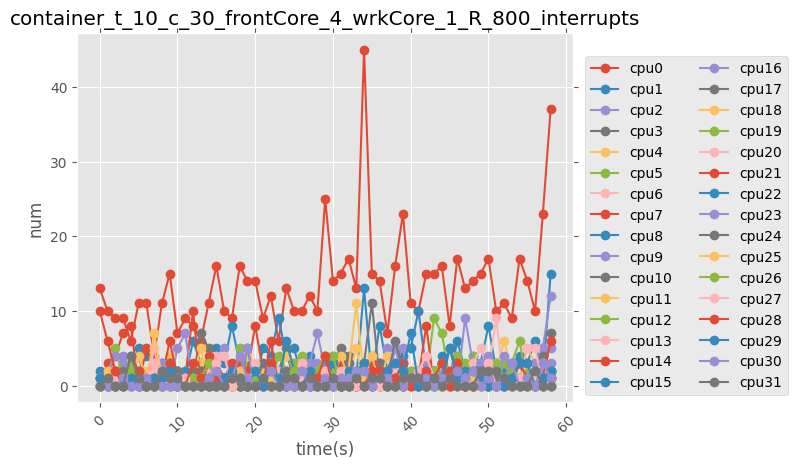 container_t_10_c_30_frontCore_4_wrkCore_1_R_800_interrupts
num
40
30
20
10
0
0
10
20
30
40
50
60
time(s)
cpu0
cpu1
cpu2
cpu3
cpu4
cpu5
cpu6
cpu7
cpu8
cpu9
cpu10
cpu11
cpu12
cpu13
cpu14
cpu15
cpu16
cpu17
cpu18
cpu19
cpu20
cpu21
cpu22
cpu23
cpu24
cpu25
cpu26
cpu27
cpu28
cpu29
cpu30
cpu31